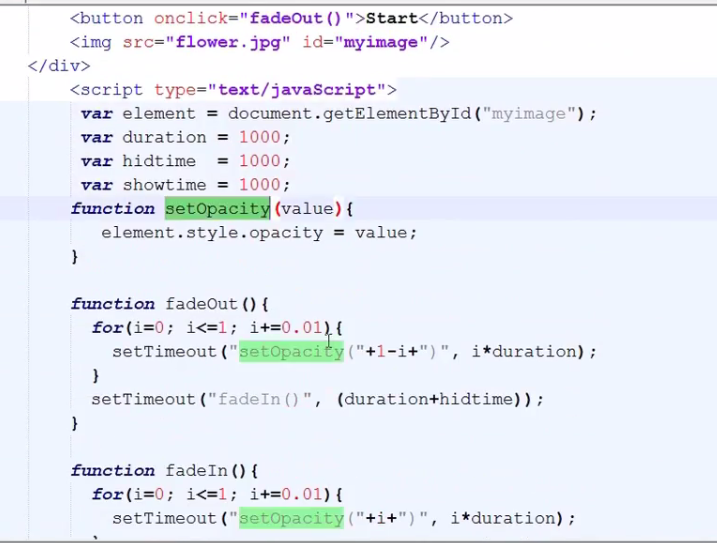 <button onclick="fadeOut()">Start</button>
<img src="flower.jpg" id="myimage"/>
</div>
<script type="text/javaScript">
var element = document.getElementById("myimage");
var duration = 1000;
var hidtime  = 1000;
var showtime = 1000;
function setOpacity(value){
element.style.opacity = value;
}
function fadeOut(){
for(i=0; i<=1; i+=0.01){
setTimeout("setOpacity("+1-i+")", i*duration);
}
setTimeout("fadeIn()", (duration+hidtime));
}
function fadeIn(){
for(i=0; i<=1; i+=0.01){
setTimeout("setOpacity("+i+")", i*duration);